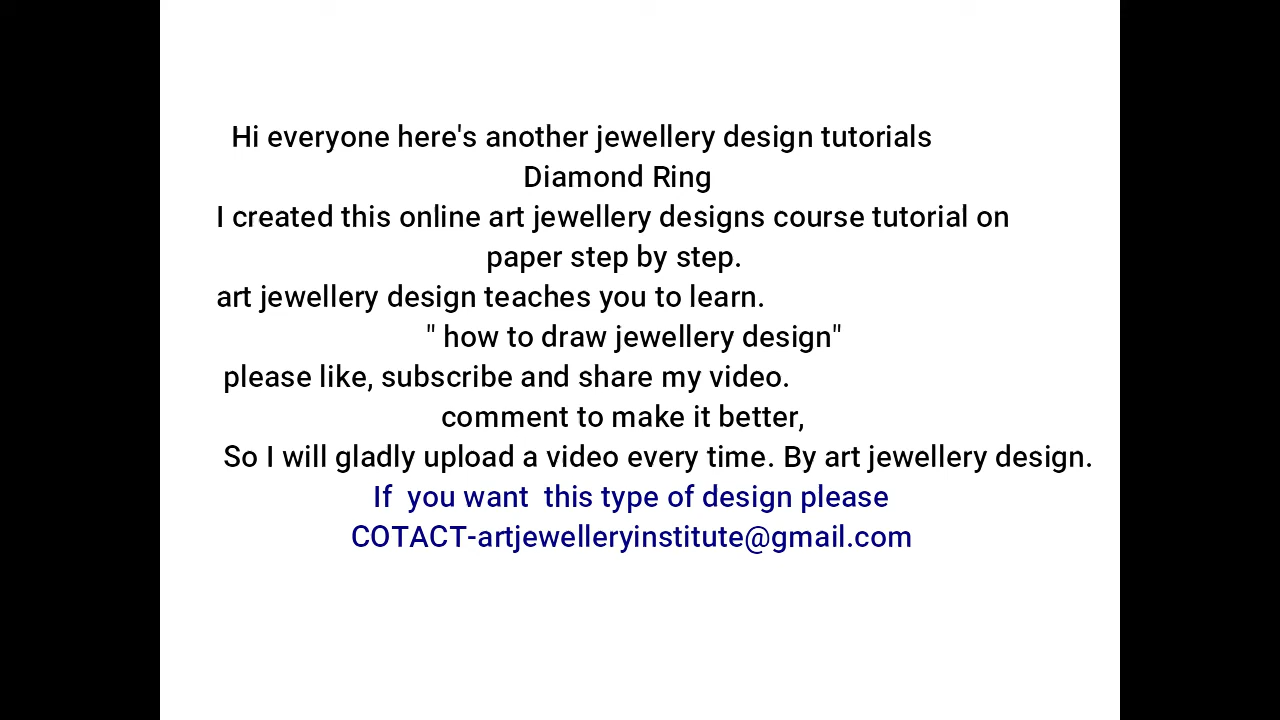 Hi everyone here's another jewellery design tutorials
Diamond Ring
I created this online art jewellery designs course tutorial on
paper step by step.
art jewellery design teaches you to learn.
" how to draw jewellery design"
please like, subscribe and share my video.
comment to make it better,
So I will gladly upload a video every time. By art jewellery design.
If  you want  this type of design please
COTACT-artjewelleryinstitute@gmail.com